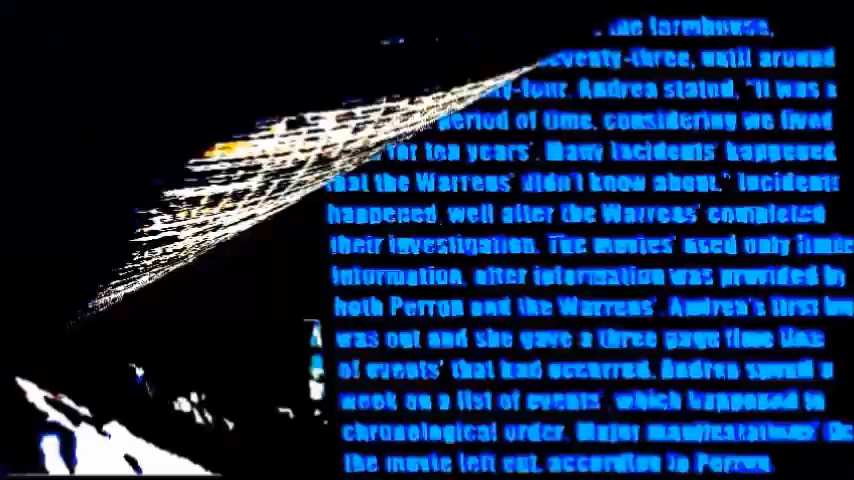 the farmhouse,
seventy-three, until around
Andrea stated, "It was a
period of time, considering we lived
for ten years'. Many Incidents' happened
that the Warrens' didn't know about." Incidents
happened, well after the Warrens' completed
their investigation. The movies' used only
information, after information was provided by
both Perron and the Warrens'. Andrea's first
was out and she gave a three page time line
of events' that had occurred. Andrea spend a
week on a list of events' which happened in
chronological order. Major manifestations'
the movie left out, according to Perron.